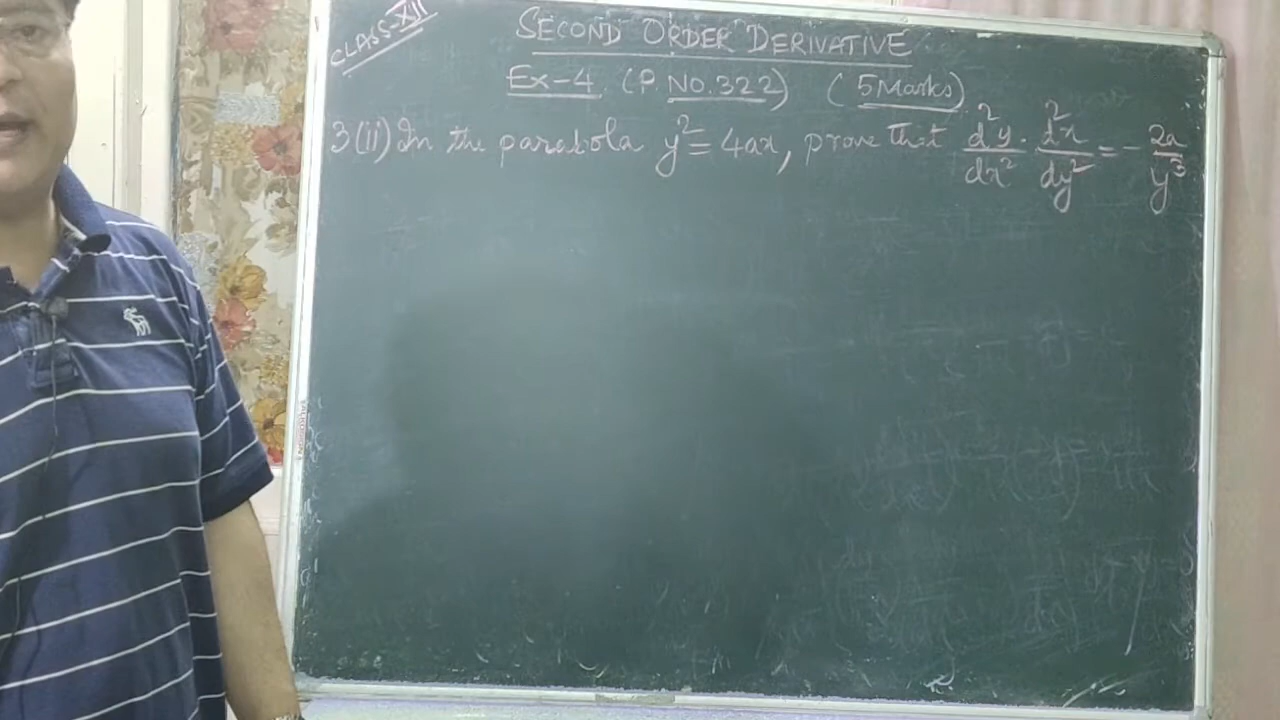 CLASS-XII
SECOND ORDER DERIVATIVE
Ex-4 (P.NO.322) (5Marks)
3(ii) In the parabola y²=4ax, prove that d²y/dx² · d²x/dy² = - 2a/y³